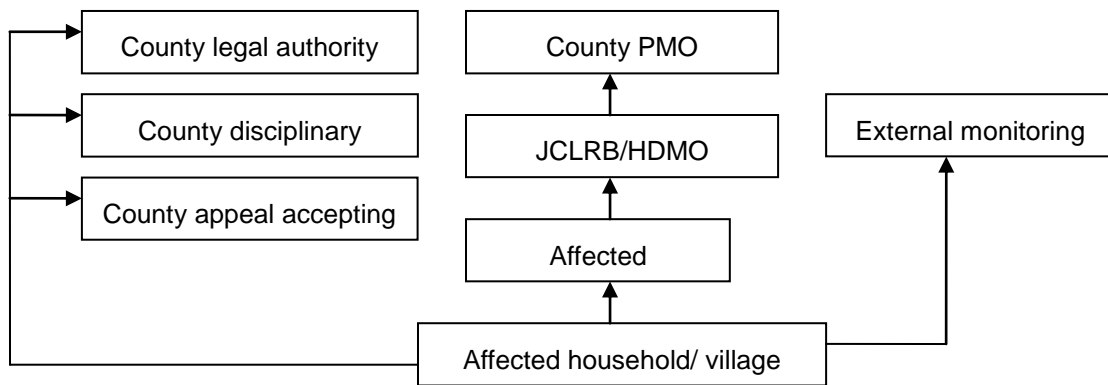 County legal authority
County PMO
County disciplinary
External monitoring
JCLRB/HDMO
County appeal accepting
Affected
Affected household/ village